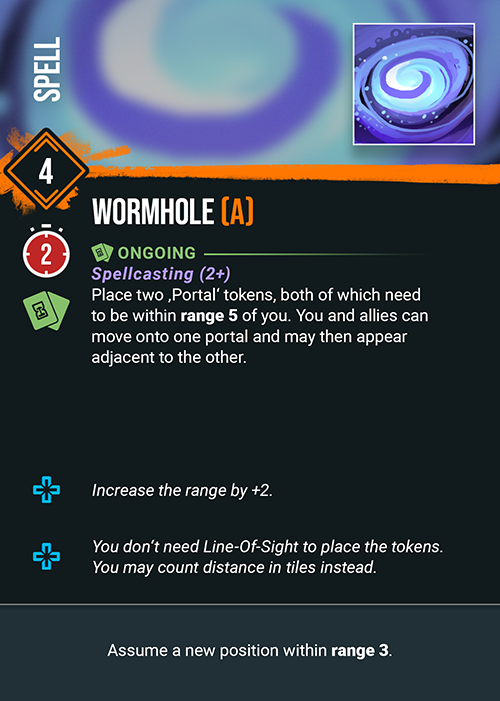 SPELL
4
WORMHOLE (A)
2
ONGOING
Spellcasting (2+)
Place two ‚Portal‘ tokens, both of which need
to be within range 5 of you. You and allies can
move onto one portal and may then appear
adjacent to the other.
Increase the range by +2.
You don‘t need Line-Of-Sight to place the tokens.
You may count distance in tiles instead.
Assume a new position within range 3.